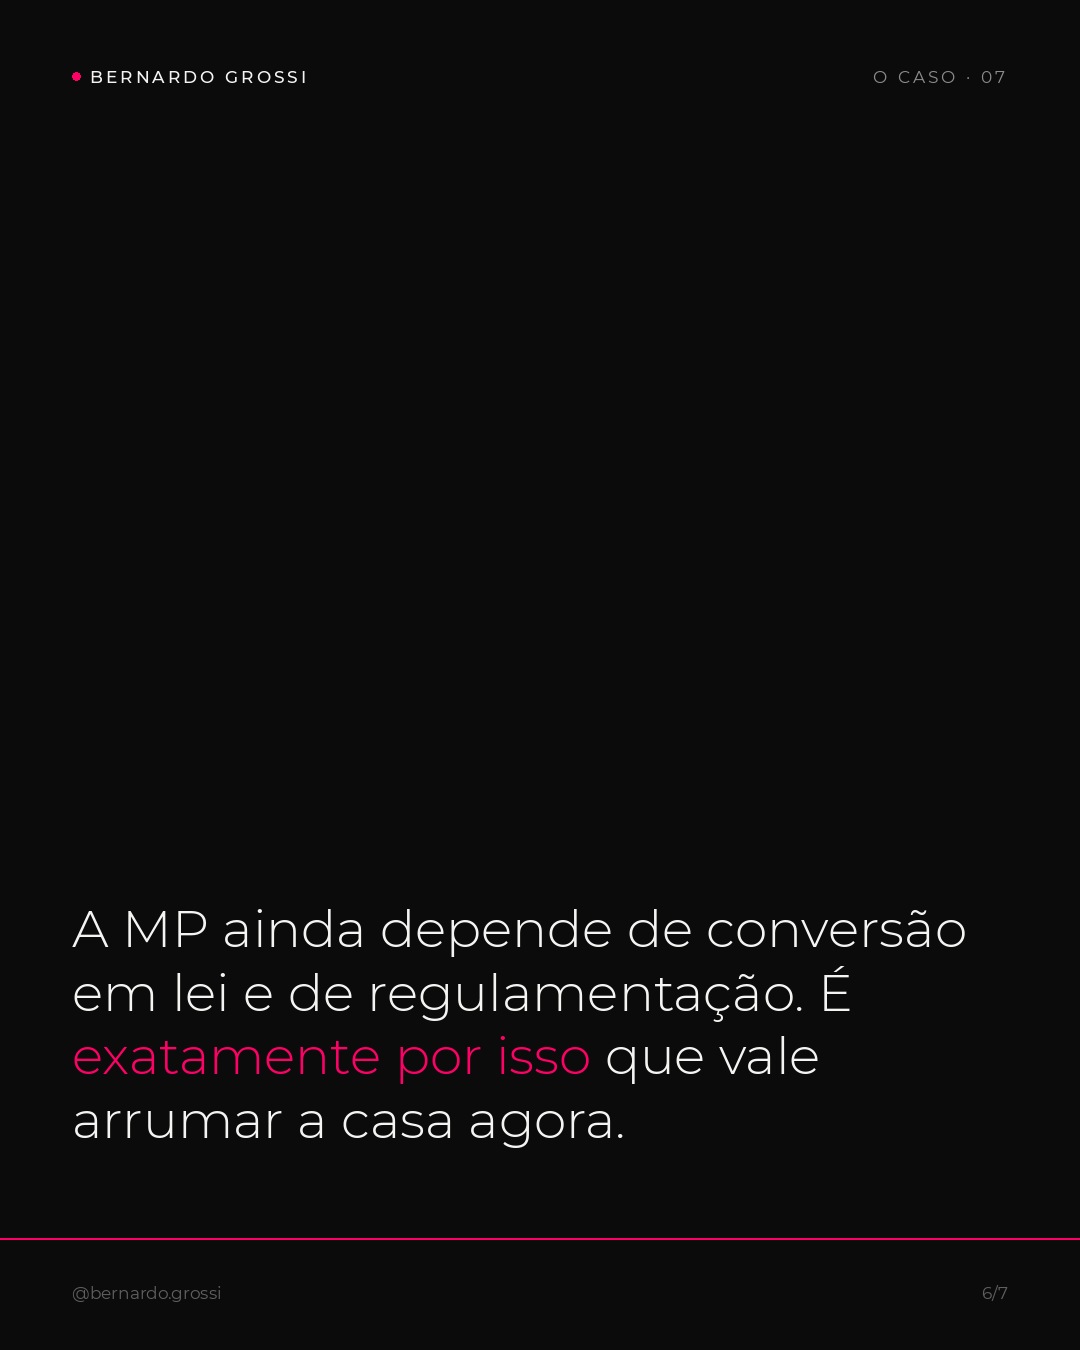 BERNARDO GROSSI
O CASO · 07
A MP ainda depende de conversão
em lei e de regulamentação. É
exatamente por isso que vale
arrumar a casa agora.
@bernardo.grossi
6/7